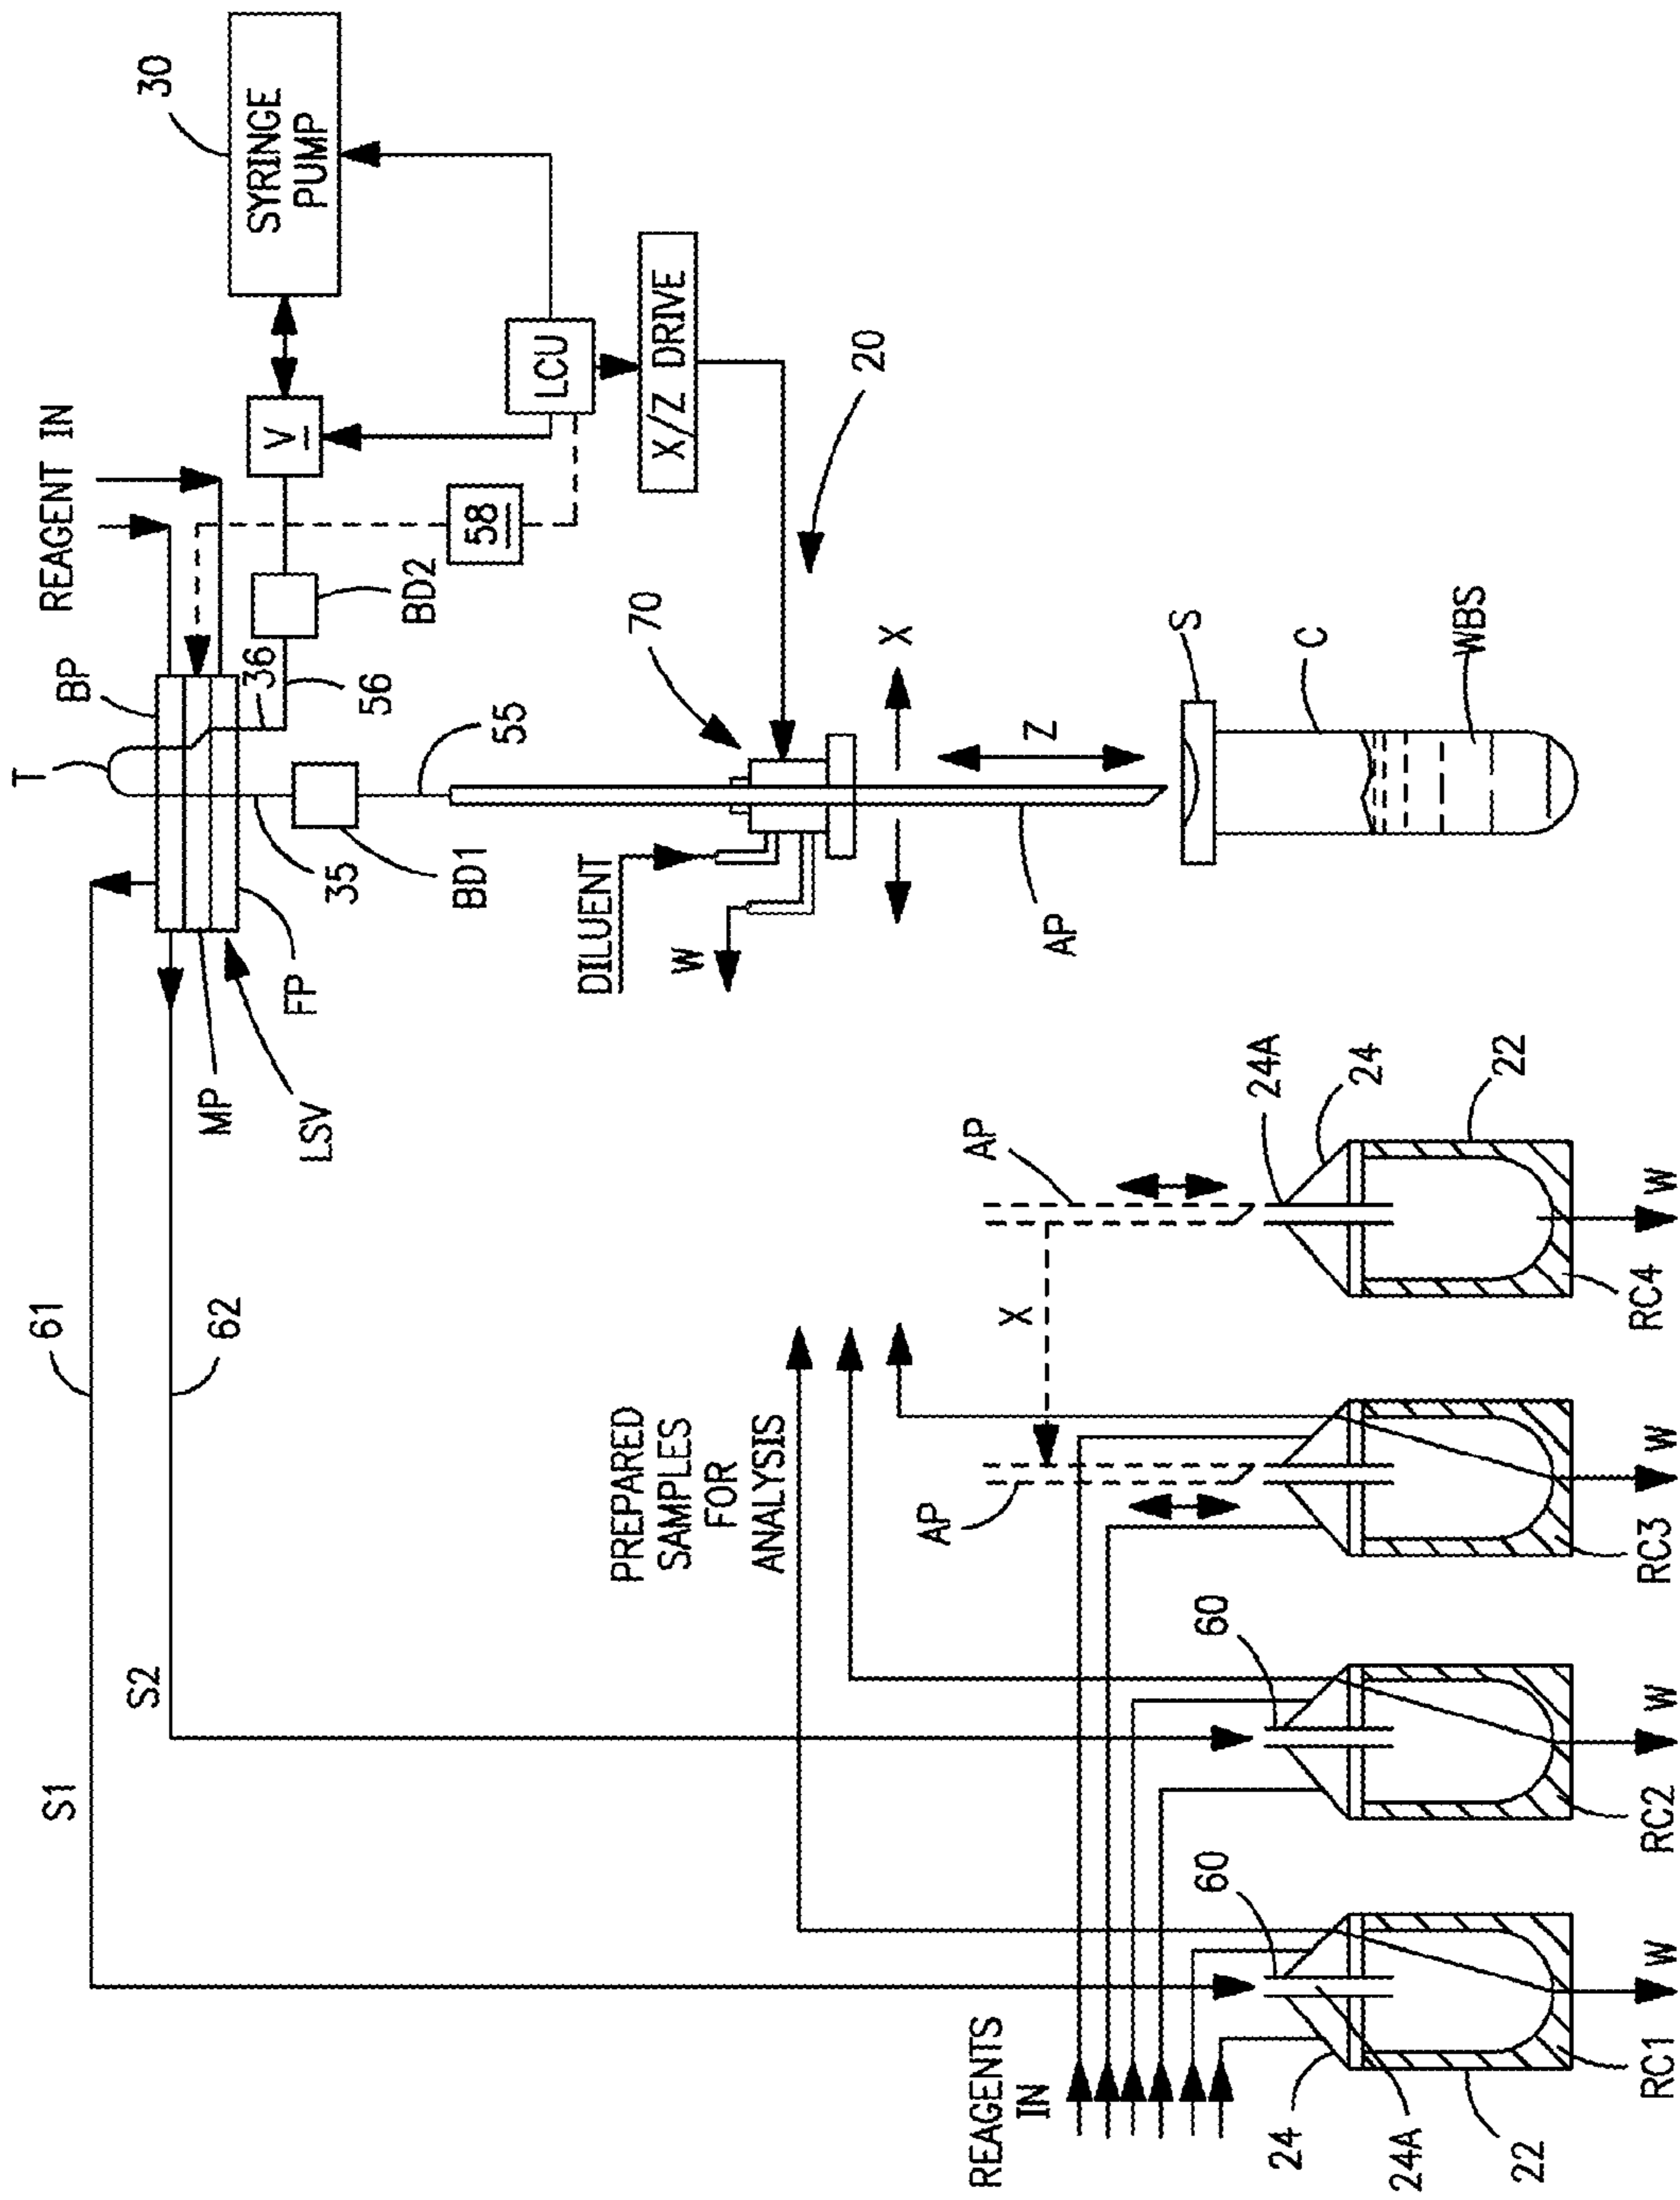 30
SYRINGE
PUMP
REAGENT IN
V
T
BP
36
BD2
56
58
LCU
X/Z DRIVE
20
61
S1
S2
62
MP
LSV
FP
35
BD1
55
70
DILUENT
W
X
AP
Z
S
C
WBS
PREPARED
SAMPLES
FOR
ANALYSIS
AP
X
AP
24A
24
22
W
RC4
W
RC3
60
W
RC2
60
W
RC1
REAGENTS
IN
24
24A
22